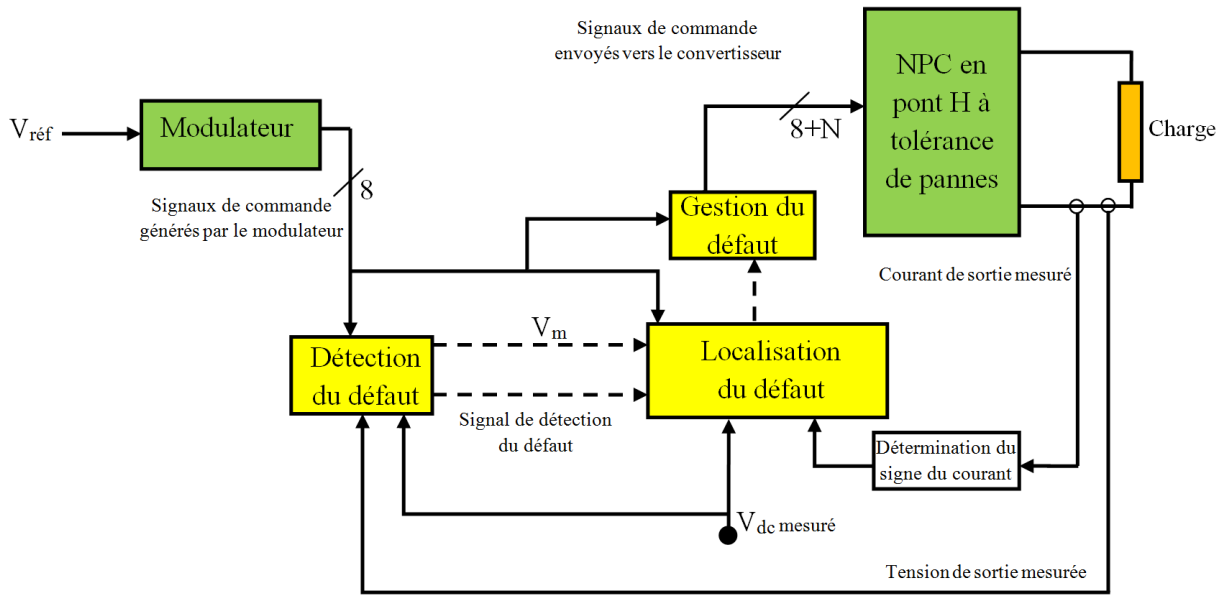 Signaux de commande
envoyés vers le convertisseur
NPC en
pont H à
tolérance
de pannes
Charge
8+N
V réf
Modulateur
8
Signaux de commande
générés par le modulateur
Gestion du
défaut
Courant de sortie mesuré
Détection
du défaut
Vm
Signal de détection
du défaut
Localisation
du défaut
Détermination du
signe du courant
Vdc mesuré
Tension de sortie mesurée